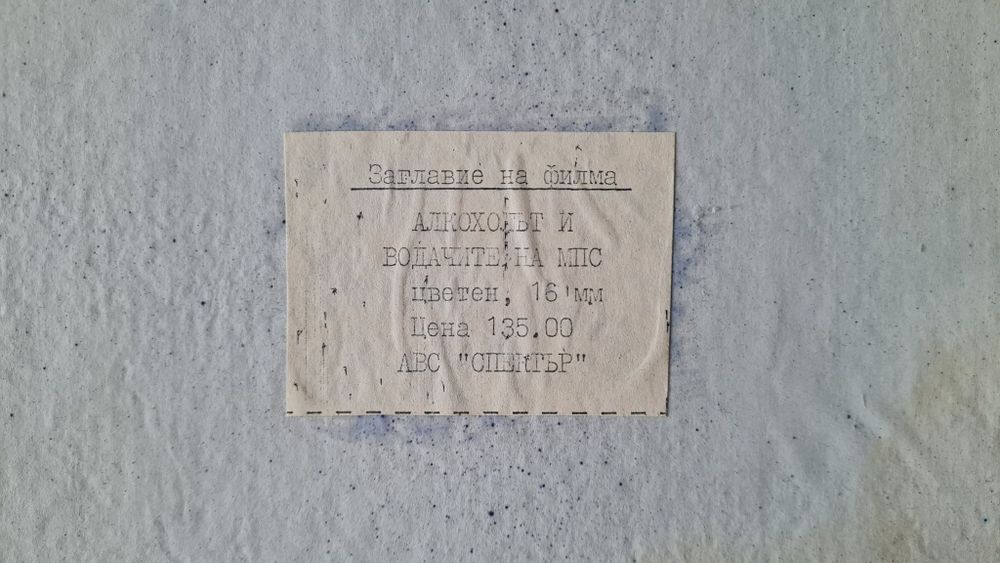 Заглавие на филма
АЛКОХОЛЪТ И
ВОДАЧИТЕ НА МПС
цветен, 16 мм
Цена 135.00
АВС "СПЕКТЪР"